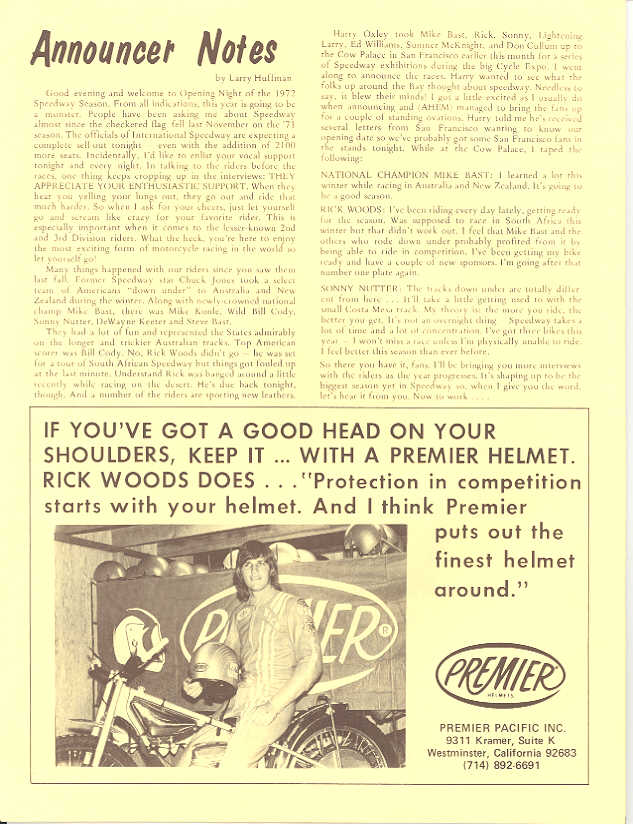 Announcer Notes
by Larry Huffman
Good evening and welcome to Opening Night of the 1972
Speedway Season. From all indications, this year is going to be
a monster. People have been asking me about Speedway
almost since the checkered flag fell last November on the '71
season. The officials of International Speedway are expecting a
complete sell out tonight — even with the addition of 2100
more seats. Incidentally, I'd like to enlist your vocal support
tonight and every night. In talking to the riders before the
races, one thing keeps cropping up in the interviews: THEY
APPRECIATE YOUR ENTHUSIASTIC SUPPORT. When they
hear you yelling your lungs out, they go out and ride that
much harder. So when I ask for your cheers, just let yourself
go and scream like crazy for your favorite rider. This is
especially important when it comes to the lesser-known 2nd
and 3rd Division riders. What the heck, you're here to enjoy
the most exciting form of motorcycle racing in the world so
let yourself go!
Many things happened with our riders since you saw them
last fall. Former Speedway star Chuck Jones took a select
team of Americans "down under" to Australia and New
Zealand during the winter. Along with newly-crowned national
champ Mike Bast, there was Mike Konle, Wild Bill Cody,
Sonny Nutter, DeWayne Keeter and Steve Bast.
They had a lot of fun and represented the States admirably
on the longer and trickier Australian tracks. Top American
scorer was Bill Cody. No, Rick Woods didn't go — he was set
for a tour of South African Speedway but things got fouled up
at the last minute. Understand Rick was banged around a little
recently while racing on the desert. He's due back tonight,
though. And a number of the riders are sporting new leathers.
Harry Oxley took Mike Bast, Rick, Sonny, Lightening
Larry, Ed Williams, Sumner McKnight, and Don Cullum up to
the Cow Palace in San Francisco earlier this month for a series
of Speedway exhibitions during the big Cycle Expo. I went
along to announce the races. Harry wanted to see what the
folks up around the Bay thought about speedway. Needless to
say, it blew their minds! I got a little excited as I usually do
when announcing and (AHEM) managed to bring the fans up
for a couple of standing ovations. Harry told me he's received
several letters from San Francisco wanting to know our
opening date so we've probably got some San Francisco fans in
the stands tonight. While at the Cow Palace, I taped the
following:
NATIONAL CHAMPION MIKE BAST: I learned a lot this
winter while racing in Australia and New Zealand. It's going to
be a good season.
RICK WOODS: I've been riding every day lately, getting ready
for the season. Was supposed to race in South Africa this
winter but that didn't work out. I feel that Mike Bast and the
others who rode down under probably profited from it by
being able to ride in competition. I've been getting my bike
ready and have a couple of new sponsors. I'm going after that
number one plate again.
SONNY NUTTER: The tracks down under are totally differ-
ent from here . . . It'll take a little getting used to with the
small Costa Mesa track. My theory is the more you ride, the
better you get. It's not an overnight thing — Speedway takes a
lot of time and a lot of concentration. I've got three bikes this
year — I won't miss a race unless I'm physically unable to ride.
I feel better this season than ever before.
So there you have it, fans. I'll be bringing you more interviews
with the riders as the year progresses. It's shaping up to be the
biggest season yet in Speedway so, when I give you the word,
let's hear it from you. Now to work . . . .
IF YOU'VE GOT A GOOD HEAD ON YOUR
SHOULDERS, KEEP IT ... WITH A PREMIER HELMET.
RICK WOODS DOES . . . "Protection in competition
starts with your helmet. And I think Premier
puts out the
finest helmet
around."
PREMIER ®
PREMIER
HELMETS
PREMIER PACIFIC INC.
9311 Kramer, Suite K
Westminster, California 92683
(714) 892-6691